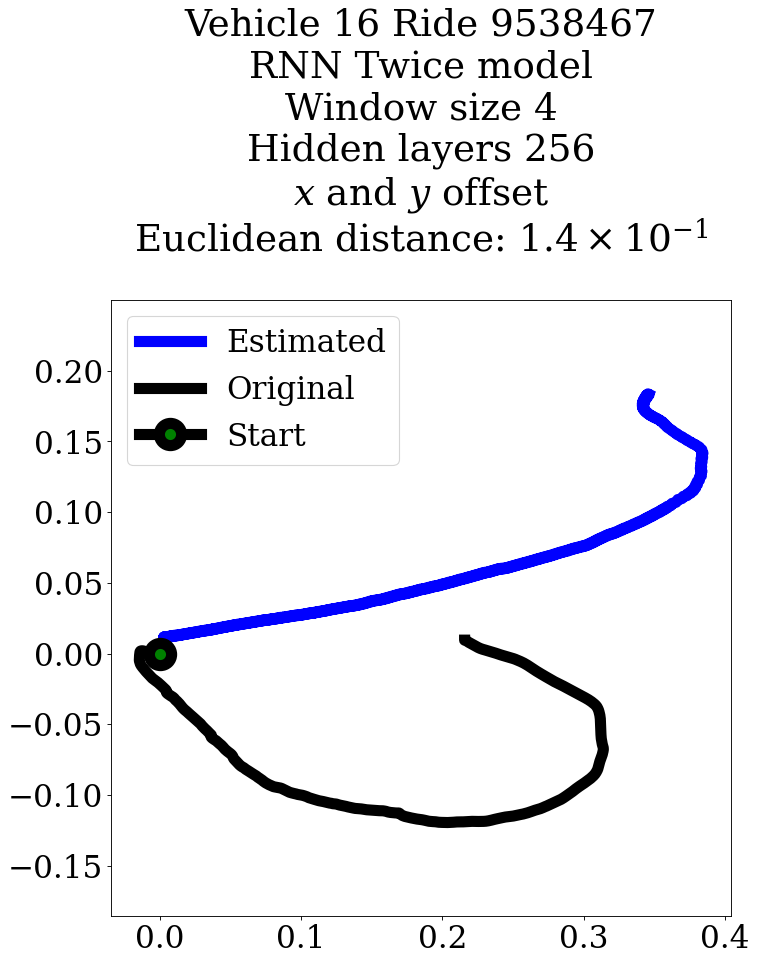 Vehicle 16 Ride 9538467
RNN Twice model
Window size 4
Hidden layers 256
x and y offset
Euclidean distance: 1.4 × 10⁻¹
Estimated
Original
Start
0.20
0.15
0.10
0.05
0.00
−0.05
−0.10
−0.15
0.0 0.1 0.2 0.3 0.4